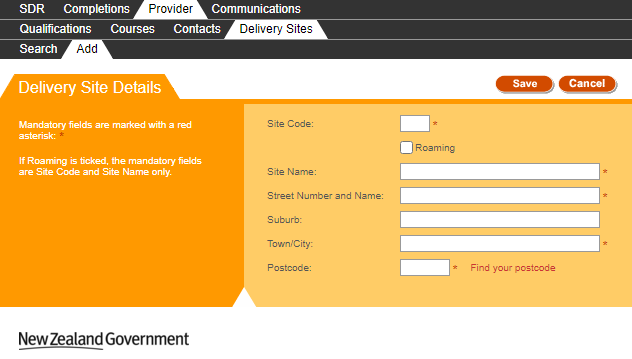 SDR Completions Provider Communications
Qualifications Courses Contacts Delivery Sites
Search Add
Delivery Site Details
Save Cancel
Mandatory fields are marked with a red
asterisk: *
If Roaming is ticked, the mandatory fields
are Site Code and Site Name only.
Site Code: *
Roaming
Site Name: *
Street Number and Name: *
Suburb:
Town/City: *
Postcode: * Find your postcode
New Zealand Government